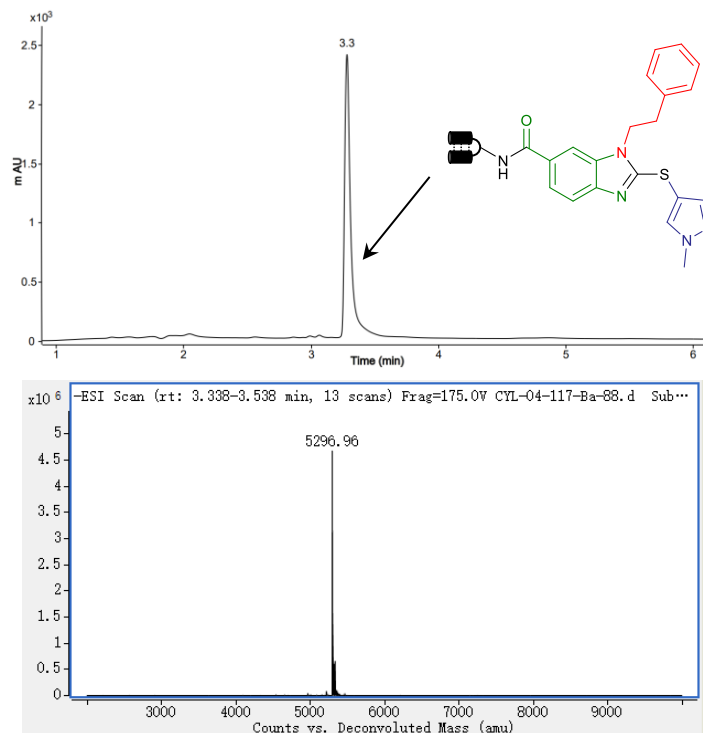 x10³
3.3
2.5
2
1.5
1
0.5
0
m AU
1 2 3 4 5 6
Time (min)
O
N
H
N
N
S
N
x10 6
-ESI Scan (rt: 3.338-3.538 min, 13 scans) Frag=175.0V CYL-04-117-Ba-88.d Sub…
5296.96
5
4.5
4
3.5
3
2.5
2
1.5
1
0.5
0
3000 4000 5000 6000 7000 8000 9000
Counts vs. Deconvoluted Mass (amu)